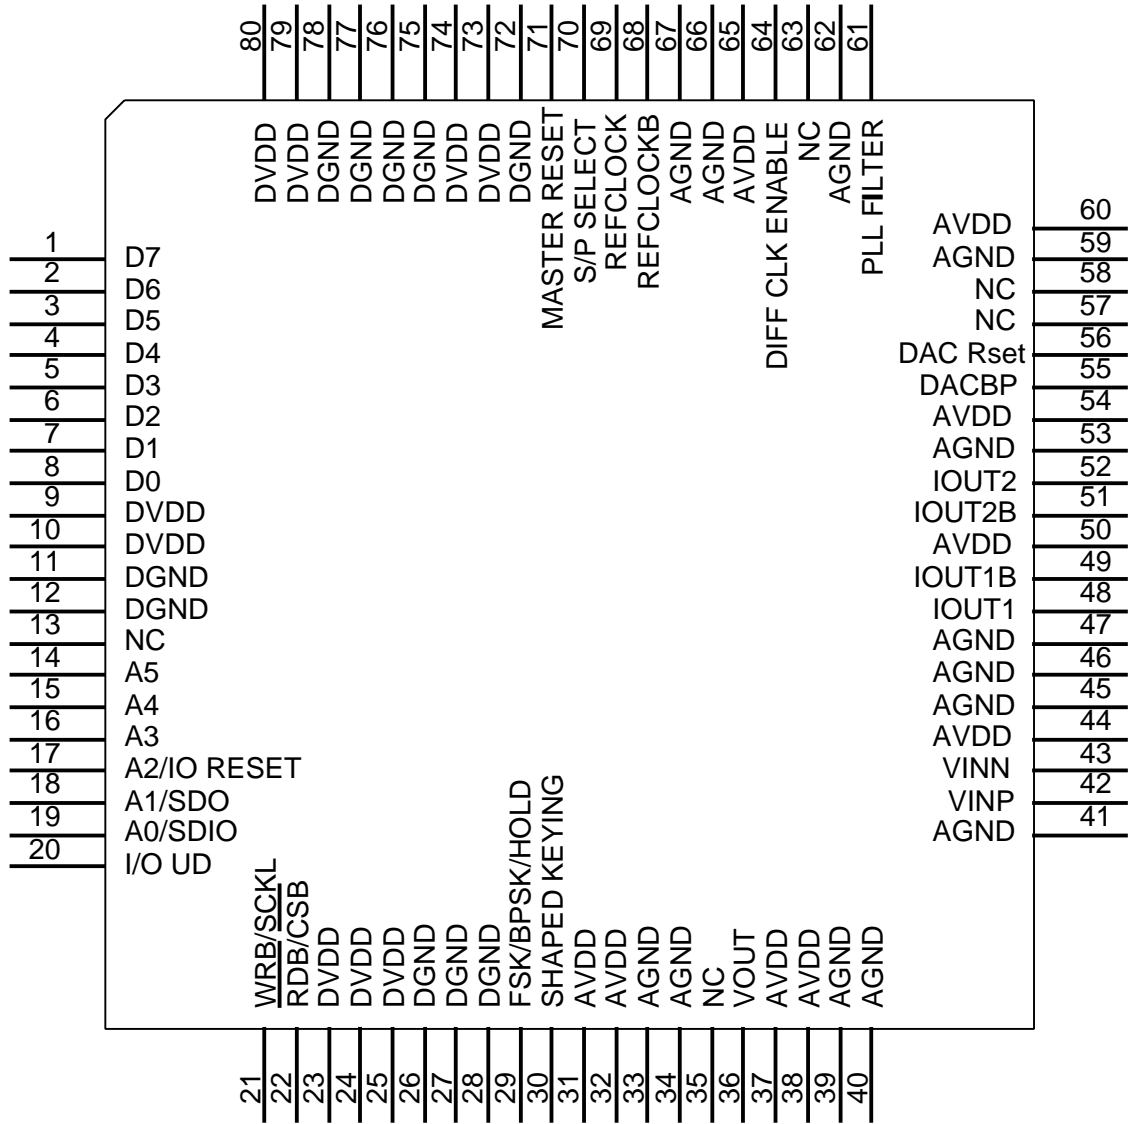 80 79 78 77 76 75 74 73 72 71 70 69 68 67 66 65 64 63 62 61
DVDD
DVDD
DGND
DGND
DGND
DGND
DVDD
DVDD
DGND
MASTER RESET
S/P SELECT
REFCLOCK
REFCLOCKB
AGND
AGND
AVDD
DIFF CLK ENABLE
NC
AGND
PLL FILTER
1 D7
2 D6
3 D5
4 D4
5 D3
6 D2
7 D1
8 D0
9 DVDD
10 DVDD
11 DGND
12 DGND
13 NC
14 A5
15 A4
16 A3
17 A2/IO RESET
18 A1/SDO
19 A0/SDIO
20 I/O UD
AVDD 60
AGND 59
NC 58
NC 57
DAC Rset 56
DACBP 55
AVDD 54
AGND 53
IOUT2 52
IOUT2B 51
AVDD 50
IOUT1B 49
IOUT1 48
AGND 47
AGND 46
AGND 45
AVDD 44
VINN 43
VINP 42
AGND 41
WRB/SCKL
RDB/CSB
DVDD
DVDD
DVDD
DGND
DGND
DGND
FSK/BPSK/HOLD
SHAPED KEYING
AVDD
AVDD
AGND
AGND
NC
VOUT
AVDD
AVDD
AGND
AGND
21 22 23 24 25 26 27 28 29 30 31 32 33 34 35 36 37 38 39 40